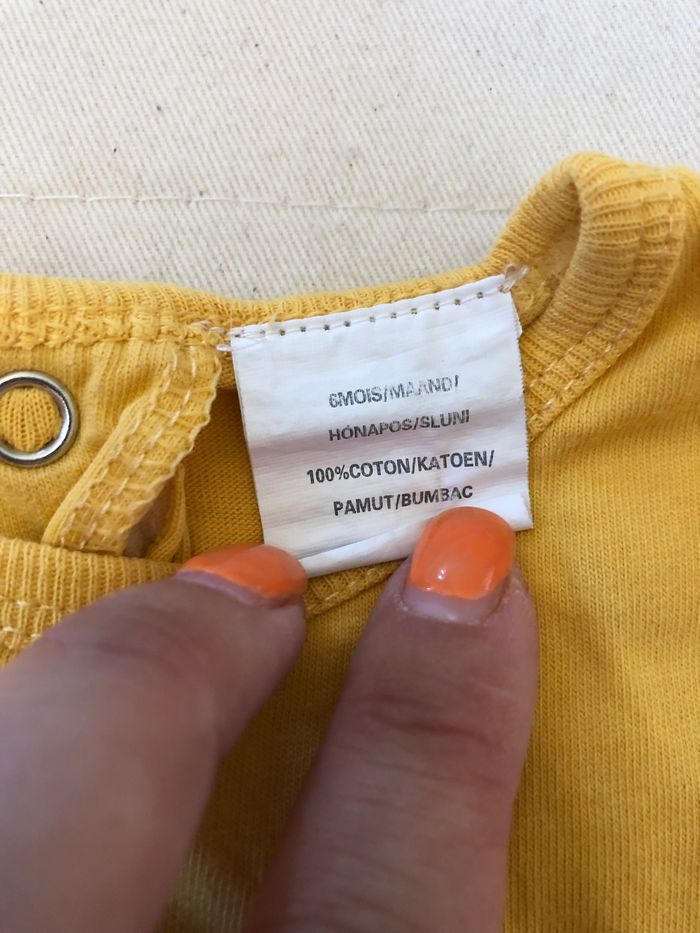 6MOIS/MAAND/
HÓNAPOS/SLUNI
100%COTON/KATOEN/
PAMUT/BUMBAC